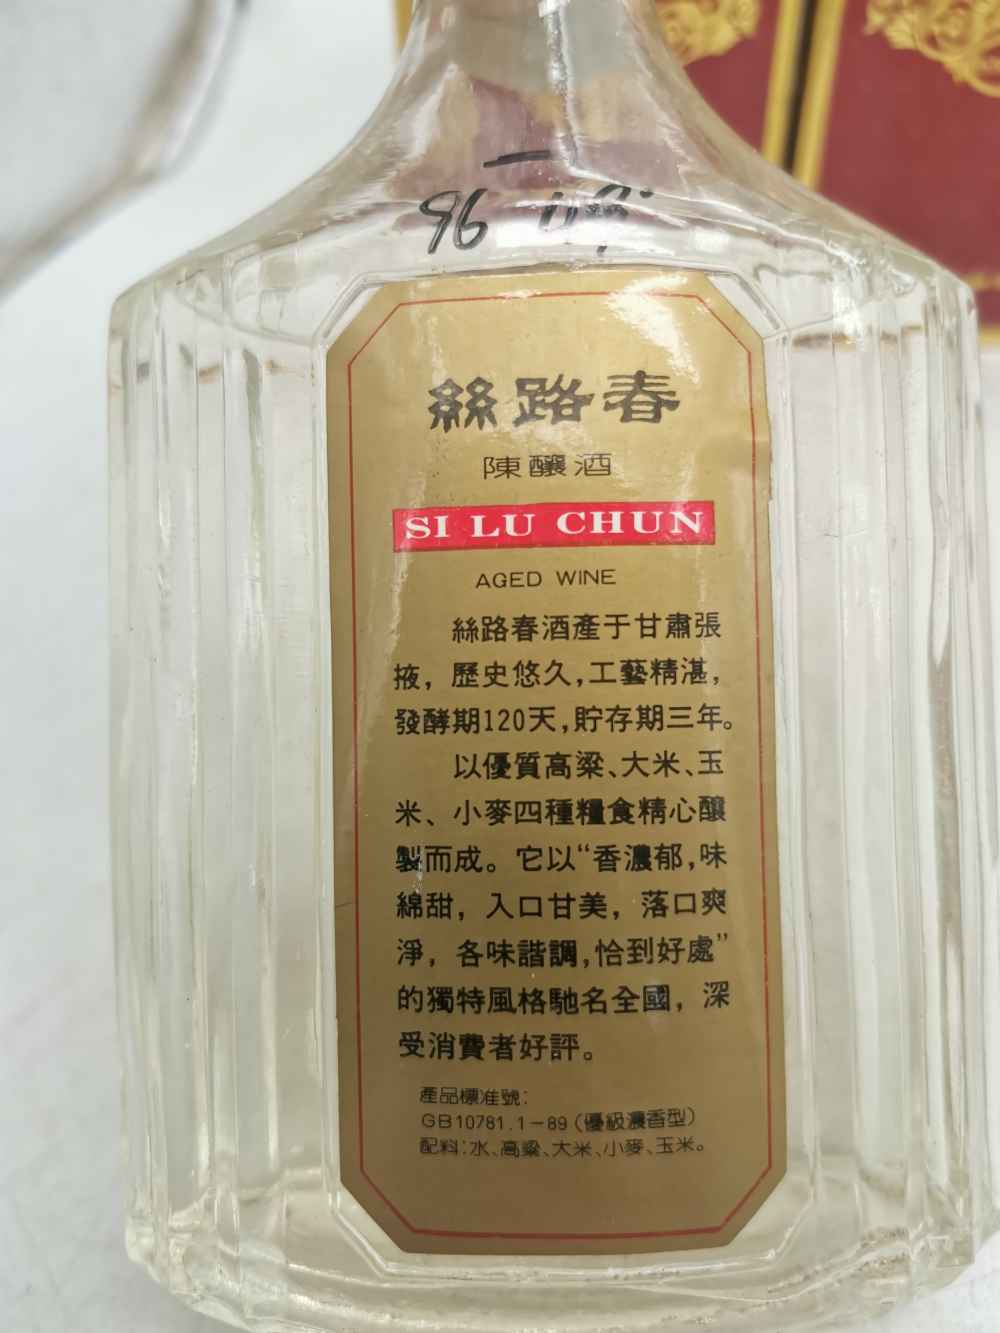 96
絲路春
陳釀酒
SI LU CHUN
AGED WINE
絲路春酒產于甘肅張
掖，歷史悠久，工藝精湛，
發酵期120天，貯存期三年。
以優質高粱、大米、玉
米、小麥四種糧食精心釀
製而成。它以“香濃郁，味
綿甜，入口甘美，落口爽
淨，各味諧調，恰到好處”
的獨特風格馳名全國，深
受消費者好評。
產品標准號：
GB10781.1－89（優級濃香型）
配料：水、高粱、大米、小麥、玉米。